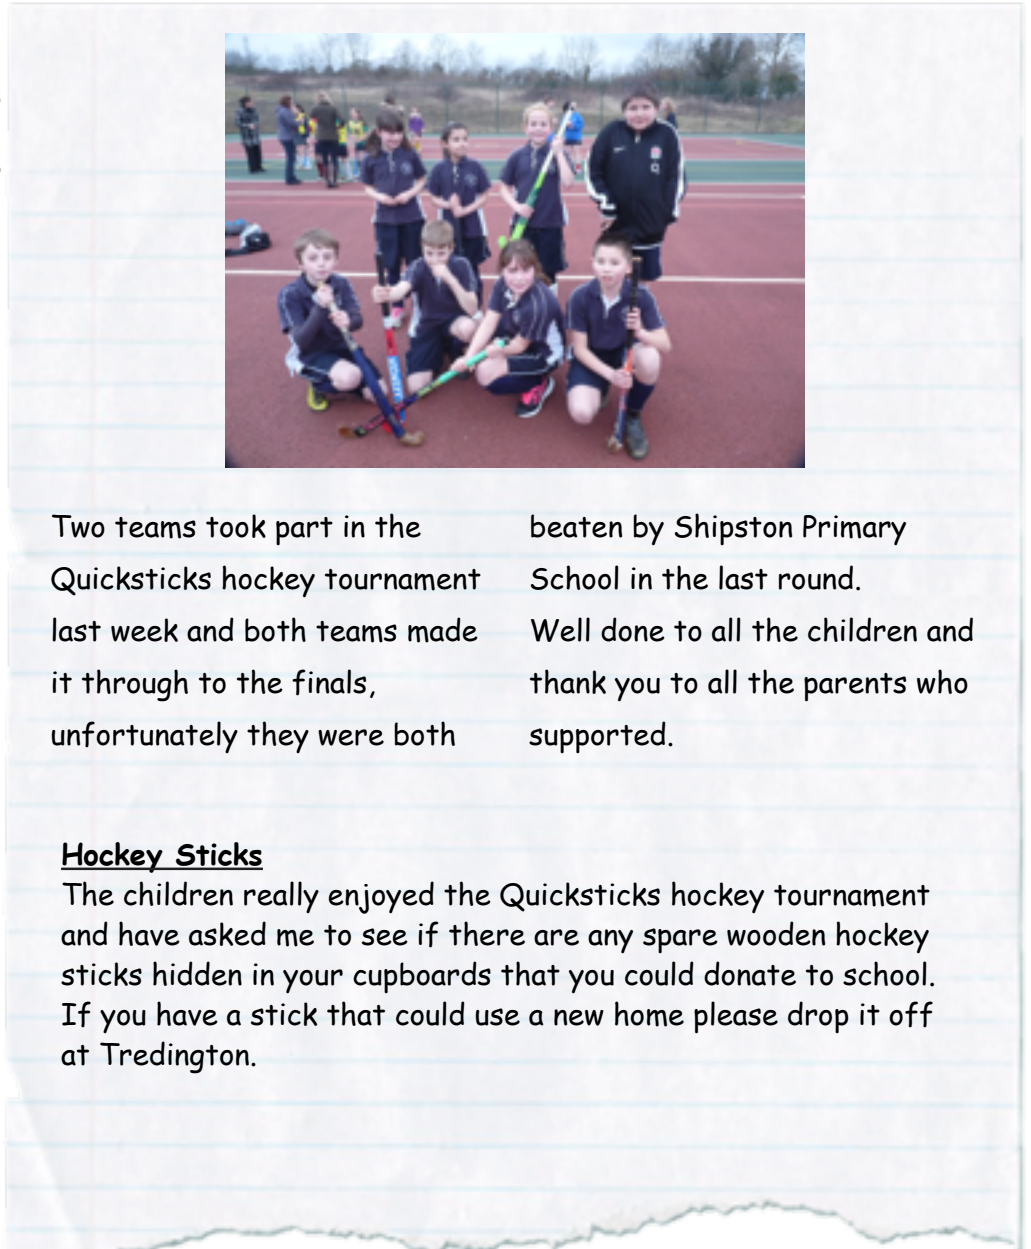 Two teams took part in the
Quicksticks hockey tournament
last week and both teams made
it through to the finals,
unfortunately they were both
beaten by Shipston Primary
School in the last round.
Well done to all the children and
thank you to all the parents who
supported.
Hockey Sticks
The children really enjoyed the Quicksticks hockey tournament
and have asked me to see if there are any spare wooden hockey
sticks hidden in your cupboards that you could donate to school.
If you have a stick that could use a new home please drop it off
at Tredington.